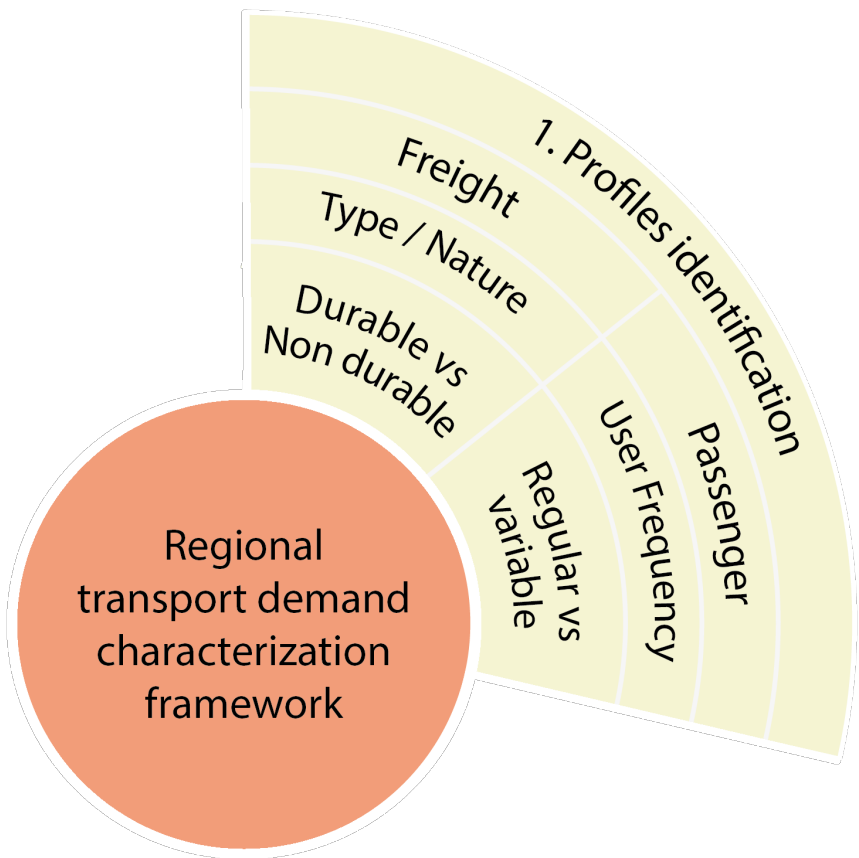 1. Profiles identification
Freight
Type / Nature
Durable vs
Non durable
Passenger
User Frequency
Regular vs
variable
Regional
transport demand
characterization
framework